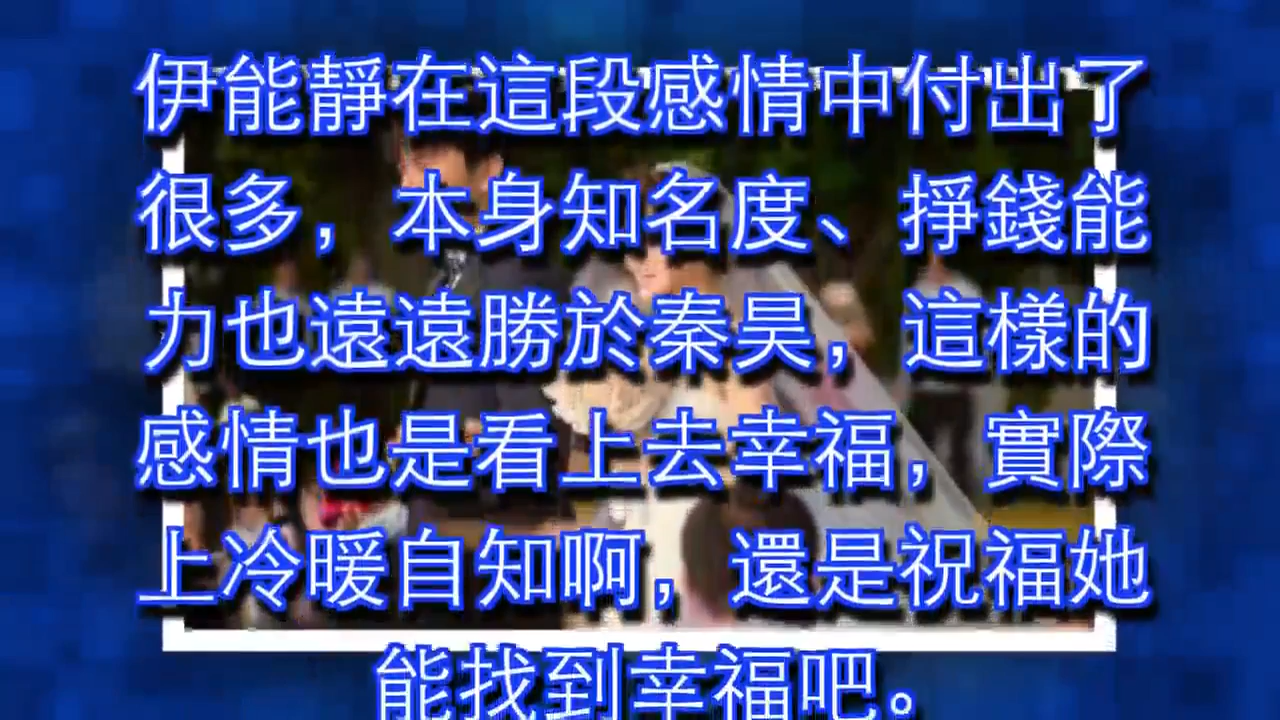 伊能靜在這段感情中付出了
很多，本身知名度、掙錢能
力也遠遠勝於秦昊，這樣的
感情也是看上去幸福，實際
上冷暖自知啊，還是祝福她
能找到幸福吧。